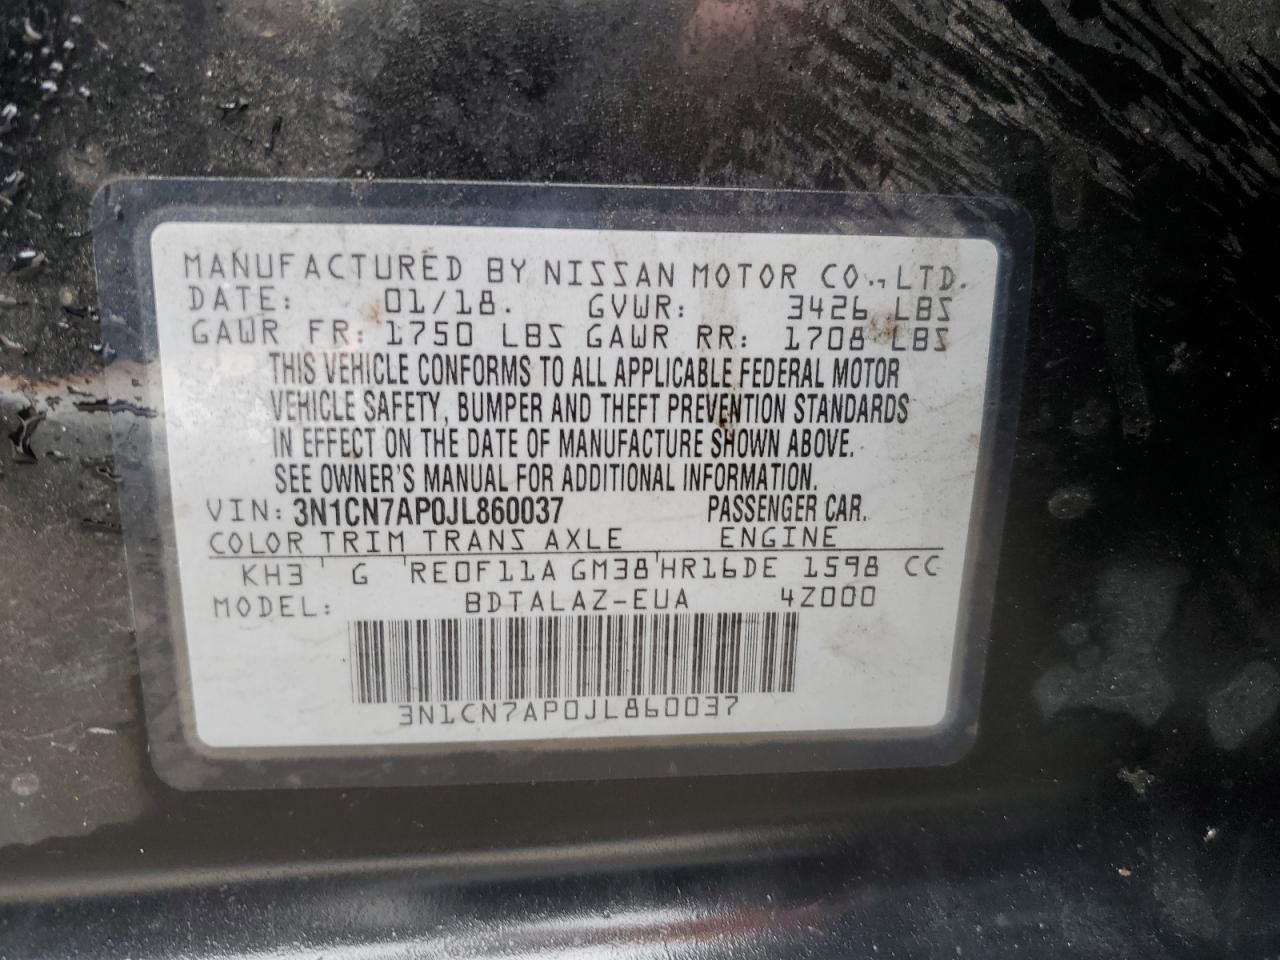 MANUFACTURED BY NISSAN MOTOR CO., LTD.
DATE: 01/18. GVWR: 3426 LBS
GAWR FR: 1750 LBS GAWR RR: 1708 LBS
THIS VEHICLE CONFORMS TO ALL APPLICABLE FEDERAL MOTOR
VEHICLE SAFETY, BUMPER AND THEFT PREVENTION STANDARDS
IN EFFECT ON THE DATE OF MANUFACTURE SHOWN ABOVE.
SEE OWNER'S MANUAL FOR ADDITIONAL INFORMATION.
VIN: 3N1CN7AP0JL860037 PASSENGER CAR.
COLOR TRIM TRANS AXLE ENGINE
KH3 G RE0F11A GM38 HR16DE 1598 CC
MODEL: BDTALAZ-EUA 4Z000
3N1CN7AP0JL860037